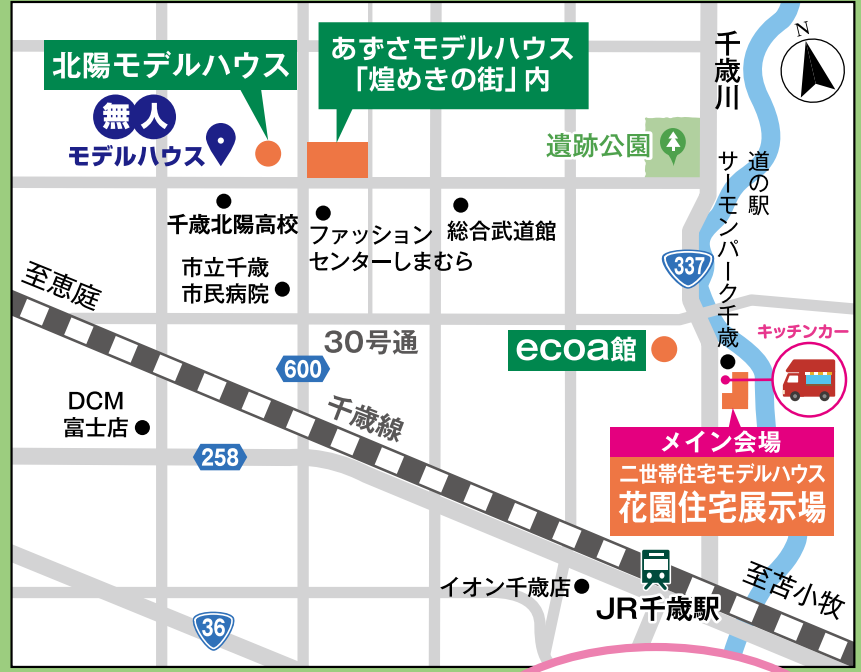 北陽モデルハウス
あずさモデルハウス
「煌めきの街」内
千歳川
N
無人
モデルハウス
遺跡公園
道の駅
サーモンパーク千歳
千歳北陽高校
ファッション
センターしまむら
総合武道館
市立千歳
市民病院
337
至恵庭
30号通
ecoa館
キッチンカー
600
千歳線
DCM
富士店
258
メイン会場
二世帯住宅モデルハウス
花園住宅展示場
イオン千歳店
JR千歳駅
至苫小牧
36